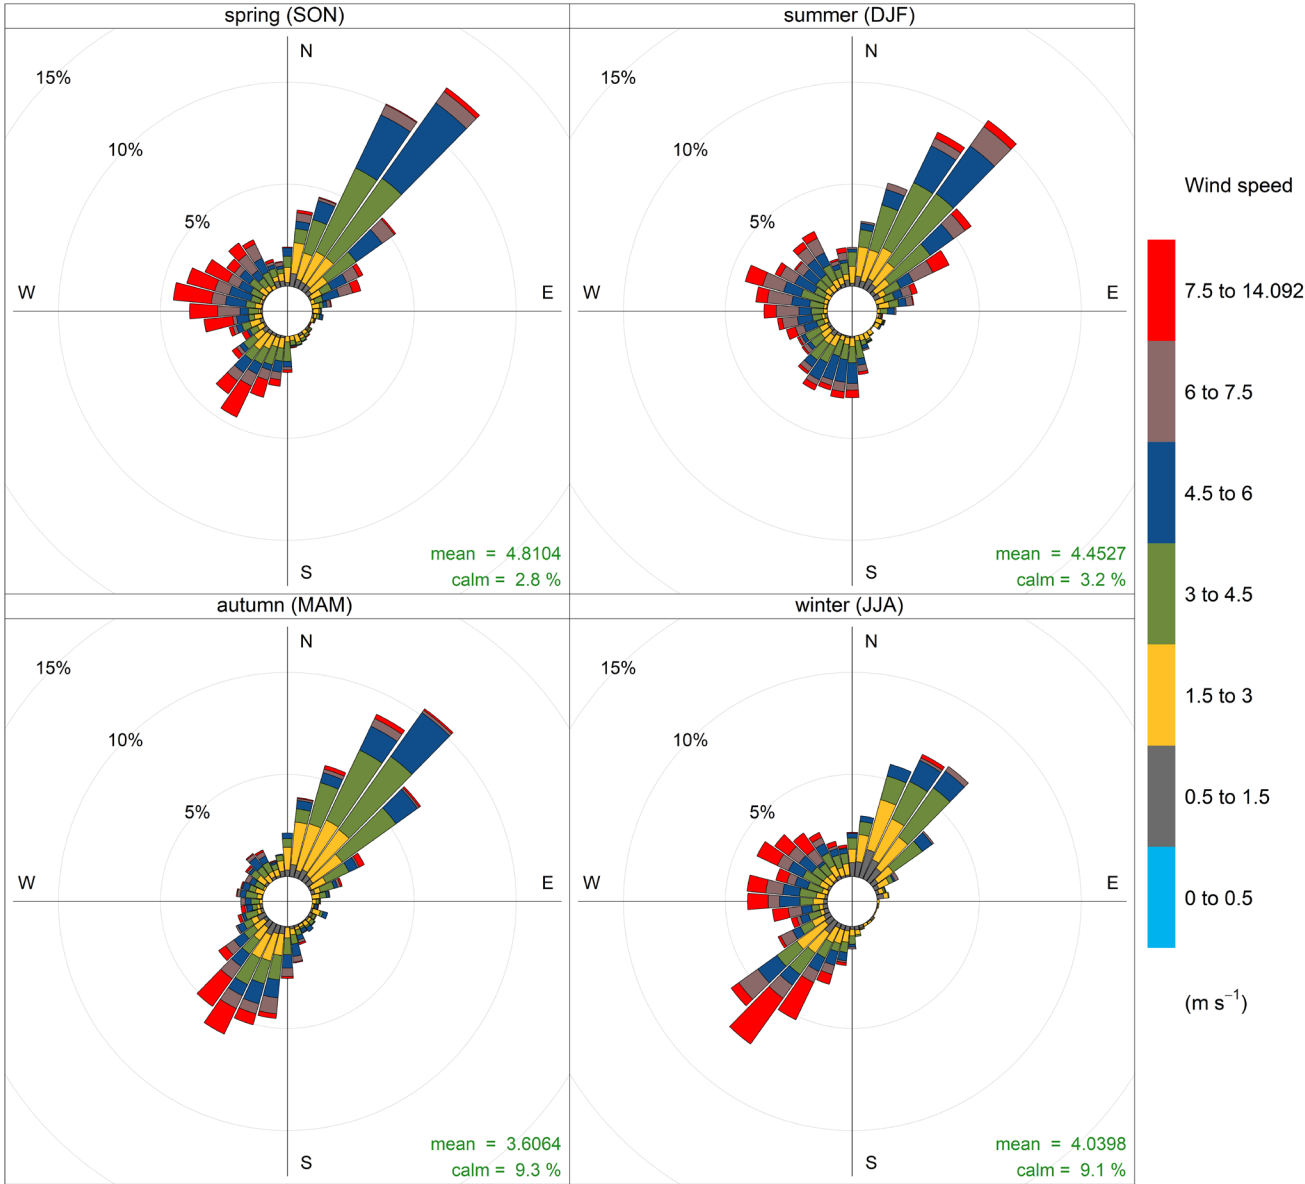 spring (SON)
summer (DJF)
N
15%
10%
5%
W
E
S
mean = 4.8104
calm = 2.8 %
N
15%
10%
5%
W
E
S
mean = 4.4527
calm = 3.2 %
autumn (MAM)
winter (JJA)
N
15%
10%
5%
W
E
S
mean = 3.6064
calm = 9.3 %
N
15%
10%
5%
W
E
S
mean = 4.0398
calm = 9.1 %
Wind speed
7.5 to 14.092
6 to 7.5
4.5 to 6
3 to 4.5
1.5 to 3
0.5 to 1.5
0 to 0.5
(m s⁻¹)